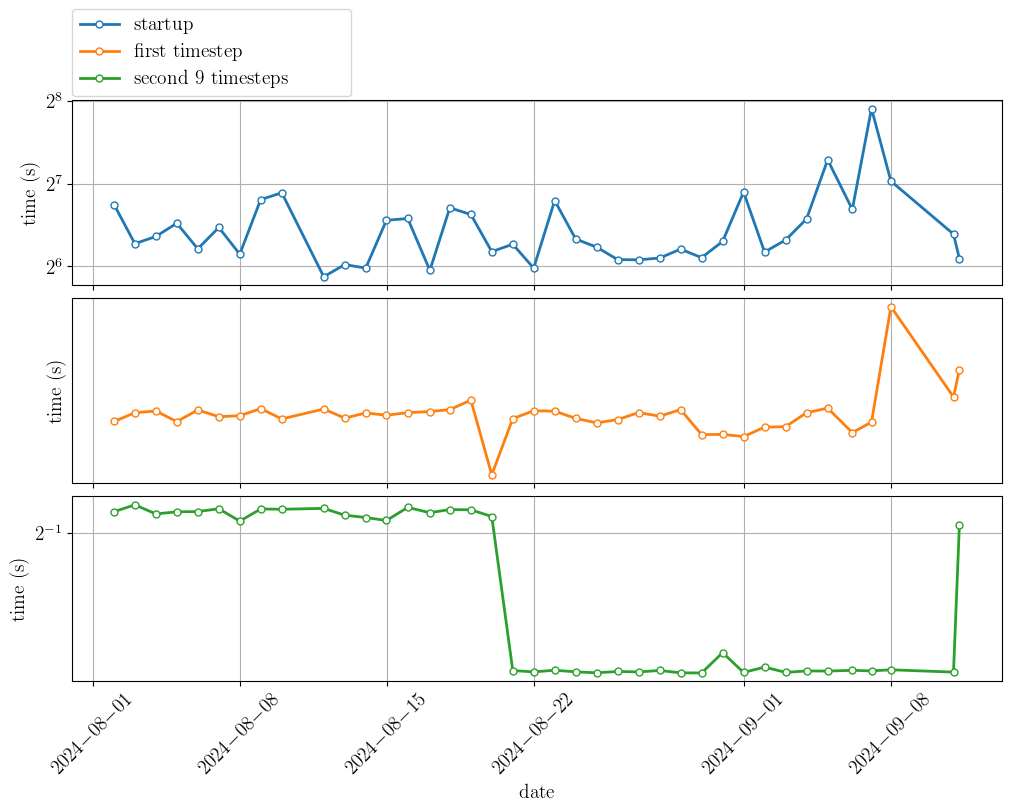 startup
first timestep
second 9 timesteps
2^8
2^7
2^6
time (s)
time (s)
2^−1
time (s)
2024−08−01
2024−08−08
2024−08−15
2024−08−22
2024−09−01
2024−09−08
date